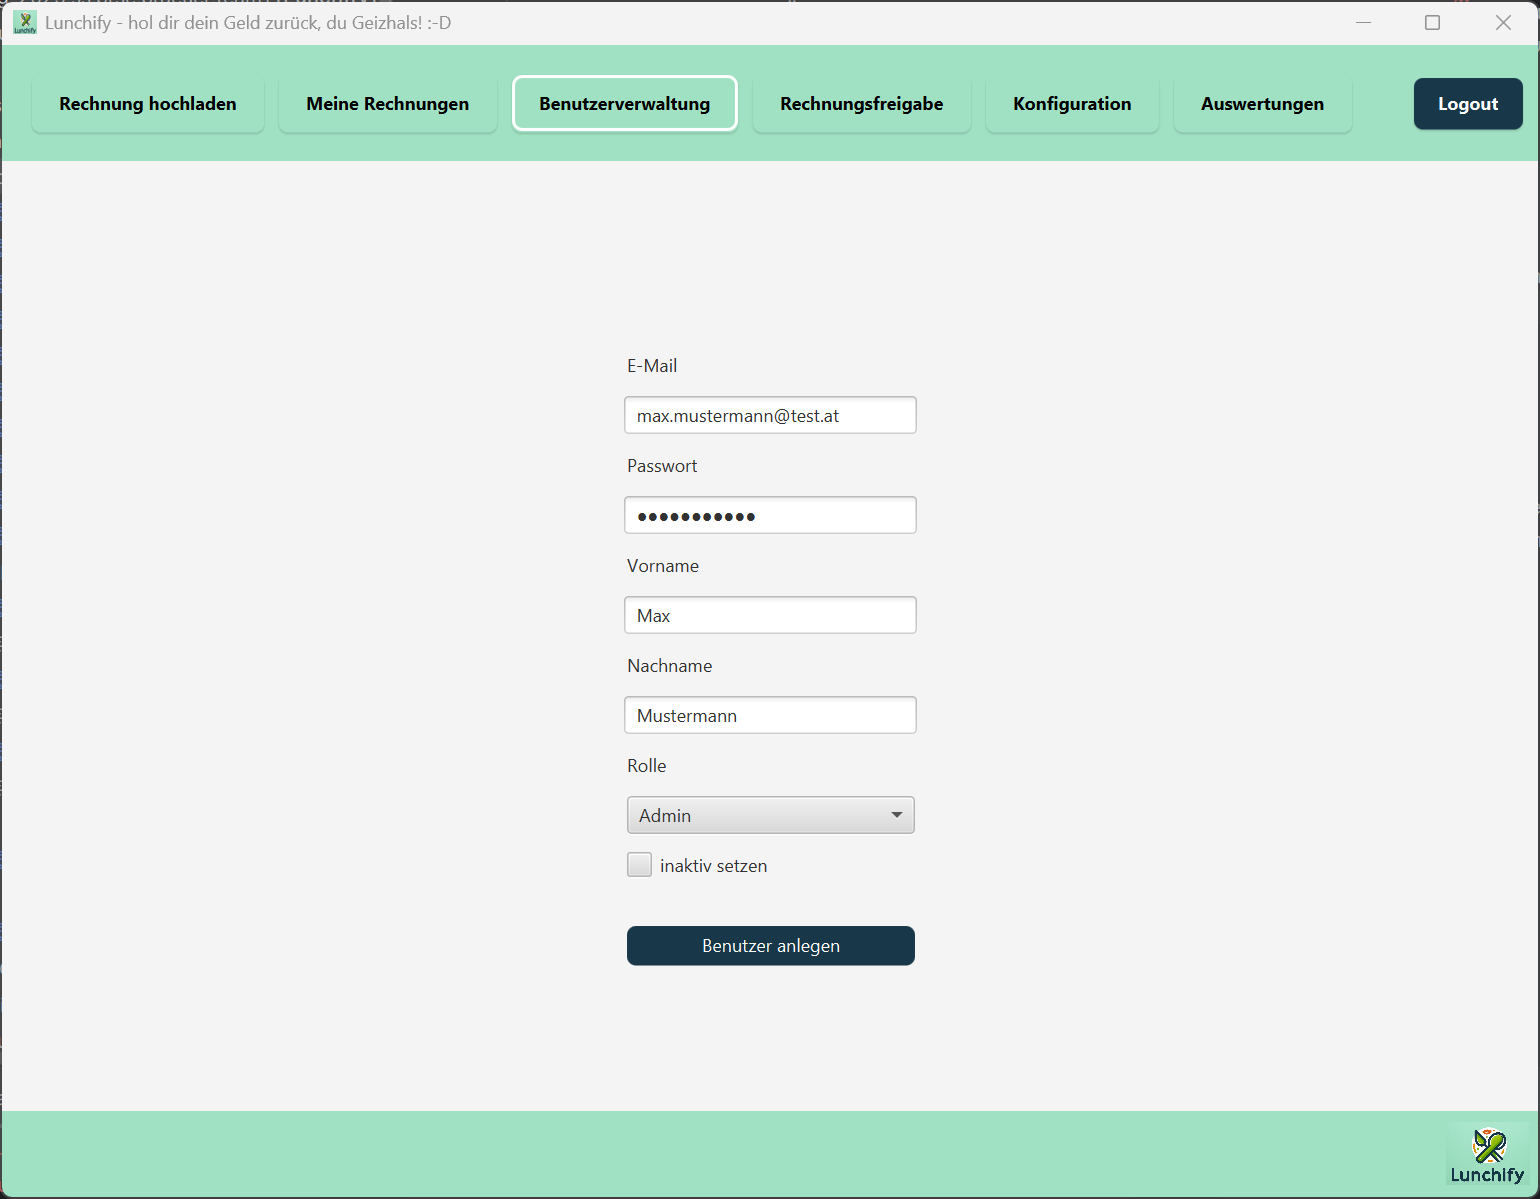 Lunchify - hol dir dein Geld zurück, du Geizhals! :-D
Rechnung hochladen
Meine Rechnungen
Benutzerverwaltung
Rechnungsfreigabe
Konfiguration
Auswertungen
Logout
E-Mail
max.mustermann@test.at
Passwort
●●●●●●●●●●●
Vorname
Max
Nachname
Mustermann
Rolle
Admin
inaktiv setzen
Benutzer anlegen
Lunchify